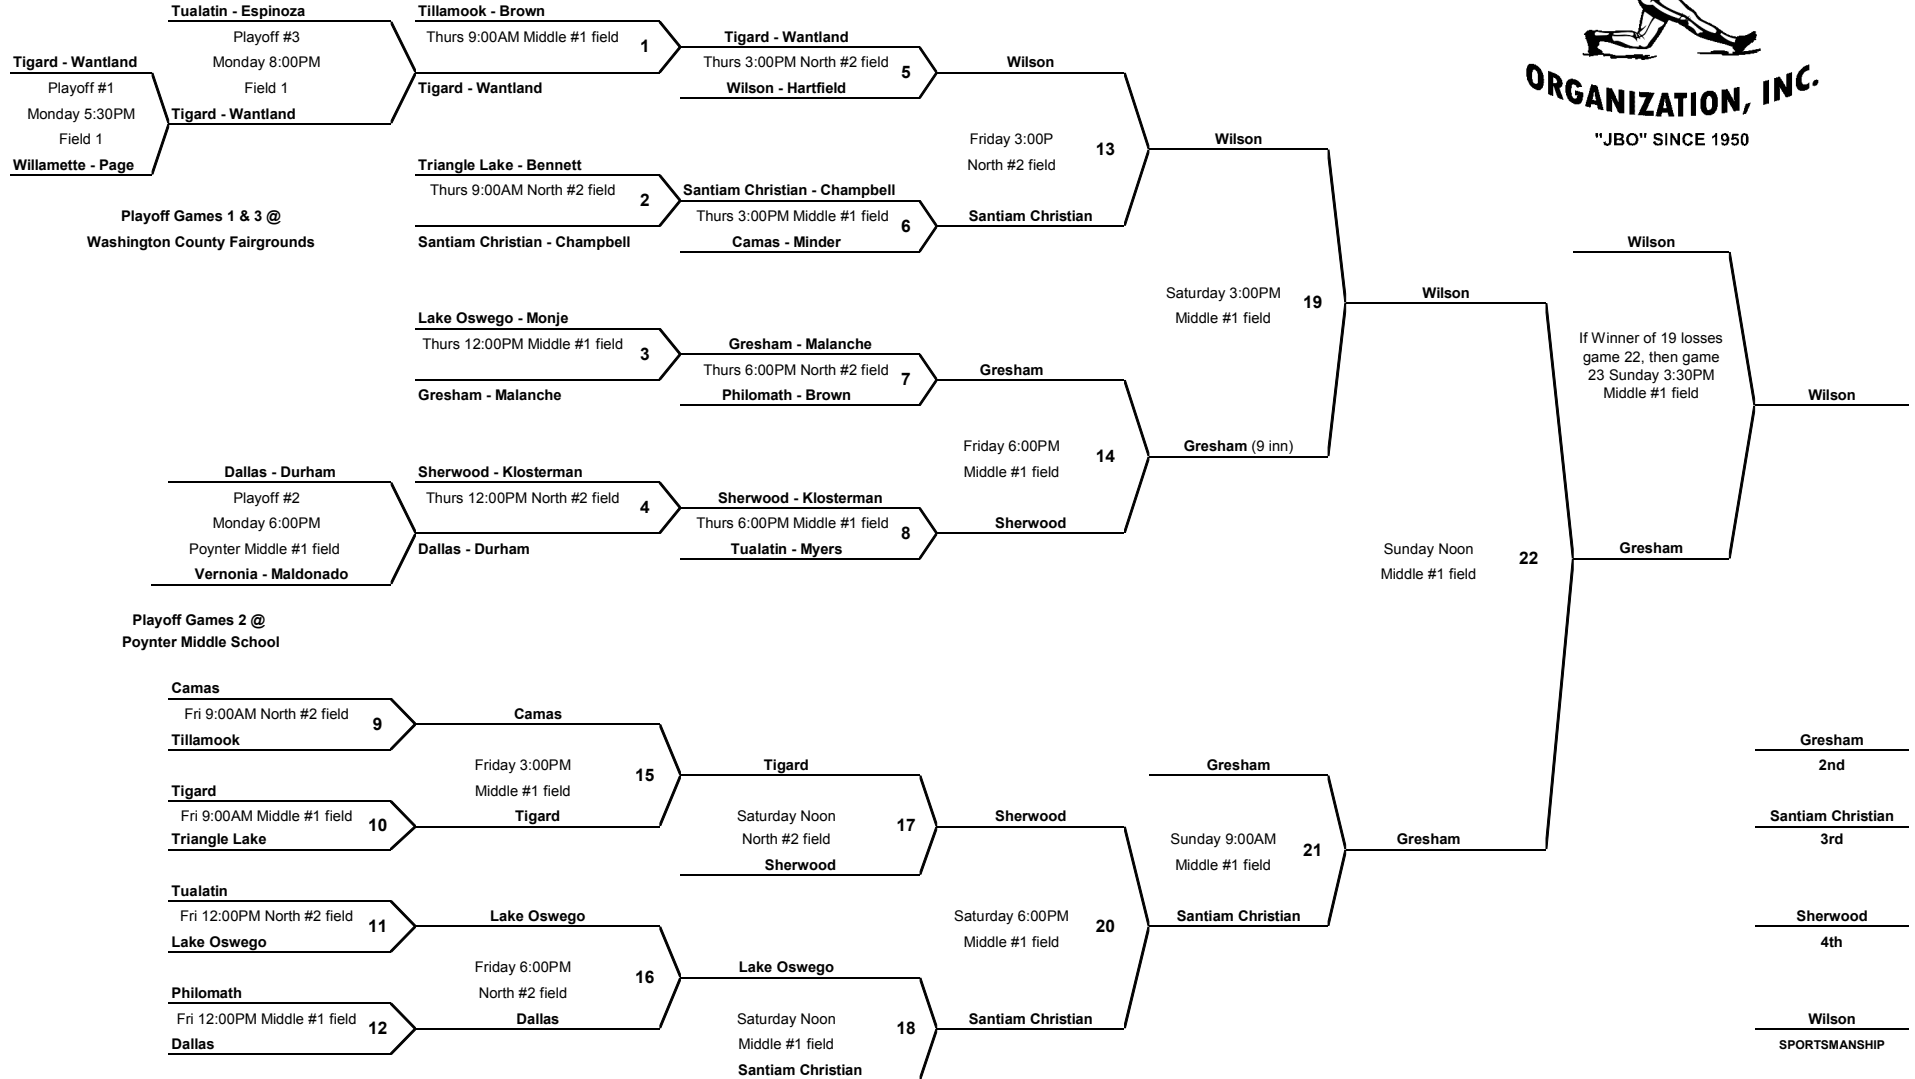 Tualatin - Espinoza
Playoff #3
Monday 8:00PM
Field 1
Tigard - Wantland
Tigard - Wantland
Playoff #1
Monday 5:30PM
Field 1
Willamette - Page
Playoff Games 1 & 3 @
Washington County Fairgrounds
Tillamook - Brown
Thurs 9:00AM Middle #1 field
1
Tigard - Wantland
Triangle Lake - Bennett
Thurs 9:00AM North #2 field
2
Santiam Christian - Champbell
Lake Oswego - Monje
Thurs 12:00PM Middle #1 field
3
Gresham - Malanche
Dallas - Durham
Playoff #2
Monday 6:00PM
Poynter Middle #1 field
Vernonia - Maldonado
Playoff Games 2 @
Poynter Middle School
Sherwood - Klosterman
Thurs 12:00PM North #2 field
4
Dallas - Durham
Tigard - Wantland
Thurs 3:00PM North #2 field
5
Wilson - Hartfield
Santiam Christian - Champbell
Thurs 3:00PM Middle #1 field
6
Camas - Minder
Gresham - Malanche
Thurs 6:00PM North #2 field
7
Philomath - Brown
Sherwood - Klosterman
Thurs 6:00PM Middle #1 field
8
Tualatin - Myers
Wilson
Friday 3:00P
North #2 field
13
Santiam Christian
Gresham
Friday 6:00PM
Middle #1 field
14
Sherwood
Wilson
Saturday 3:00PM
Middle #1 field
19
Gresham (9 inn)
Wilson
Sunday Noon
Middle #1 field
22
Wilson
If Winner of 19 losses
game 22, then game
23 Sunday 3:30PM
Middle #1 field
Gresham
Wilson
ORGANIZATION, INC.
"JBO" SINCE 1950
Camas
Fri 9:00AM North #2 field
9
Tillamook
Tigard
Fri 9:00AM Middle #1 field
10
Triangle Lake
Tualatin
Fri 12:00PM North #2 field
11
Lake Oswego
Philomath
Fri 12:00PM Middle #1 field
12
Dallas
Camas
Friday 3:00PM
Middle #1 field
15
Tigard
Lake Oswego
Friday 6:00PM
North #2 field
16
Dallas
Tigard
Saturday Noon
North #2 field
17
Sherwood
Lake Oswego
Saturday Noon
Middle #1 field
18
Santiam Christian
Sherwood
Saturday 6:00PM
Middle #1 field
20
Santiam Christian
Gresham
Sunday 9:00AM
Middle #1 field
21
Santiam Christian
Gresham
Gresham
2nd
Santiam Christian
3rd
Sherwood
4th
Wilson
SPORTSMANSHIP